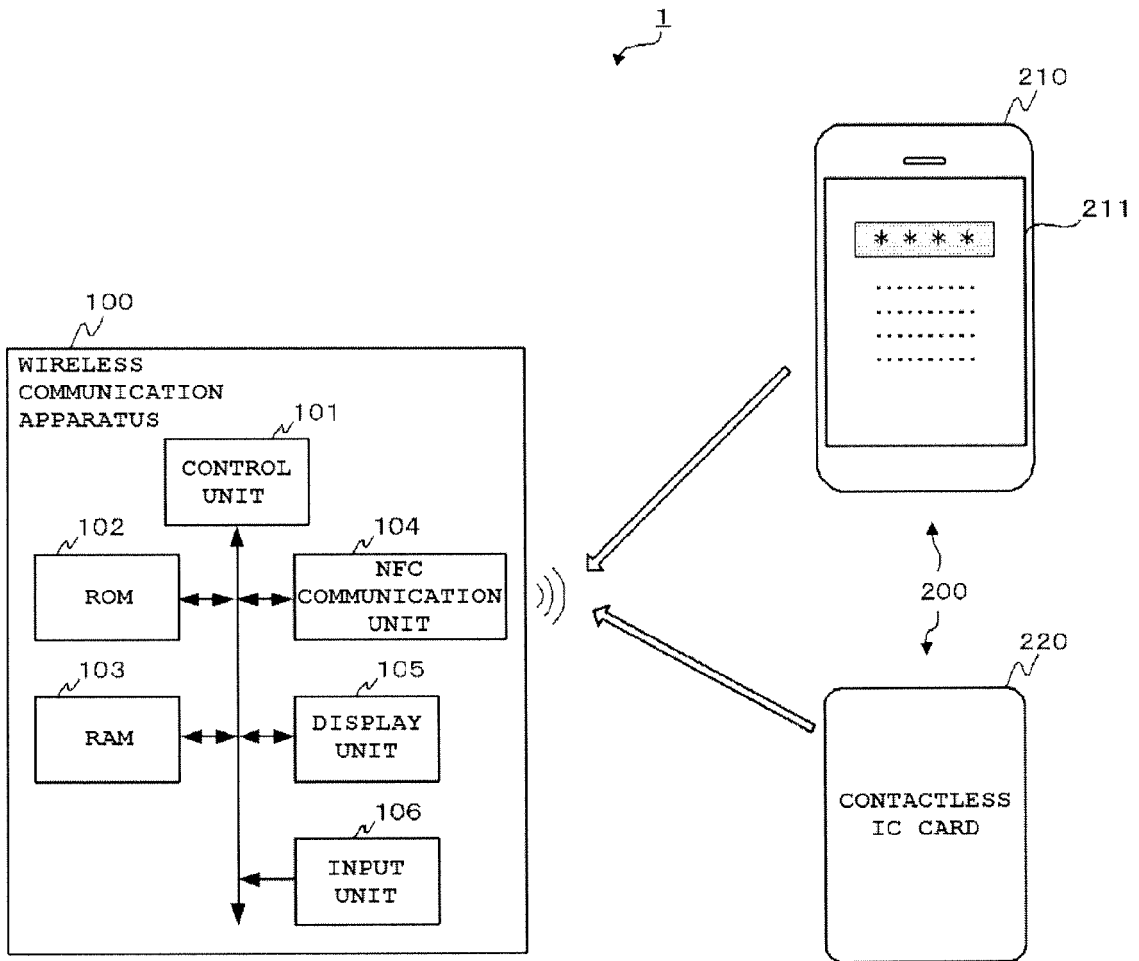 1
210
211
* * * *
100
WIRELESS
COMMUNICATION
APPARATUS
101
CONTROL
UNIT
102
ROM
104
NFC
COMMUNICATION
UNIT
200
103
RAM
105
DISPLAY
UNIT
220
CONTACTLESS
IC CARD
106
INPUT
UNIT